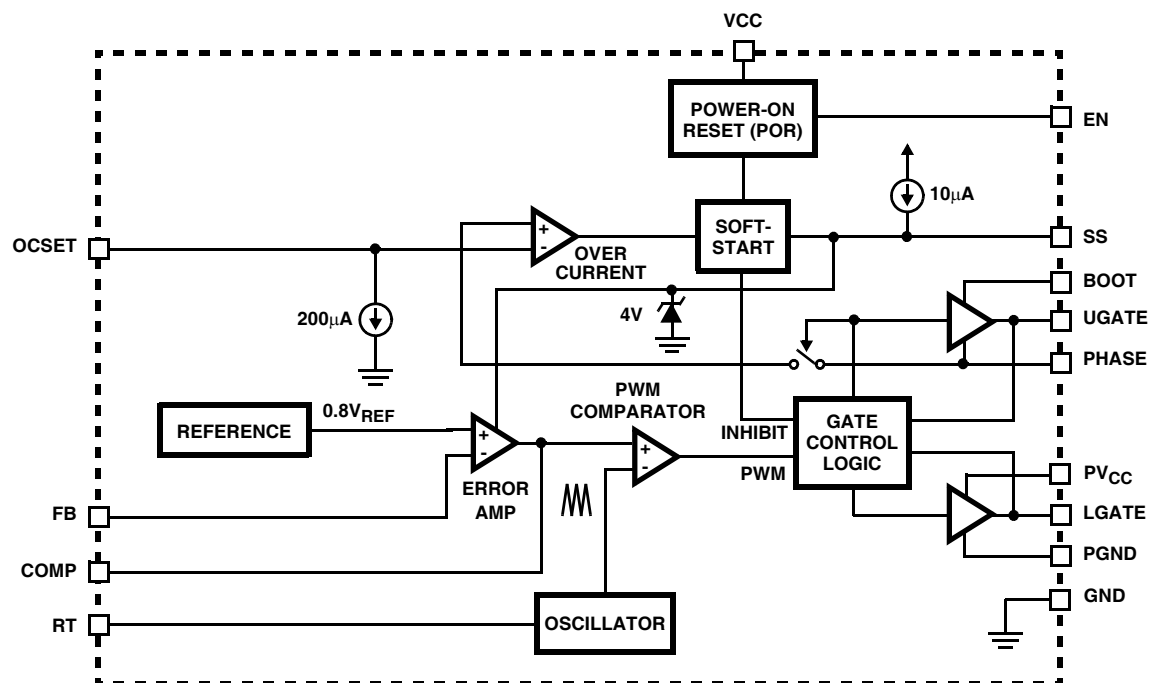 VCC
POWER-ON
RESET (POR)
EN
10µA
SOFT-
START
OCSET
+
-
OVER
CURRENT
SS
BOOT
200µA
4V
UGATE
PHASE
PWM
COMPARATOR
0.8VREF
REFERENCE
+
-
+
-
INHIBIT
GATE
CONTROL
LOGIC
PWM
ERROR
AMP
PVCC
FB
LGATE
COMP
PGND
GND
RT
OSCILLATOR